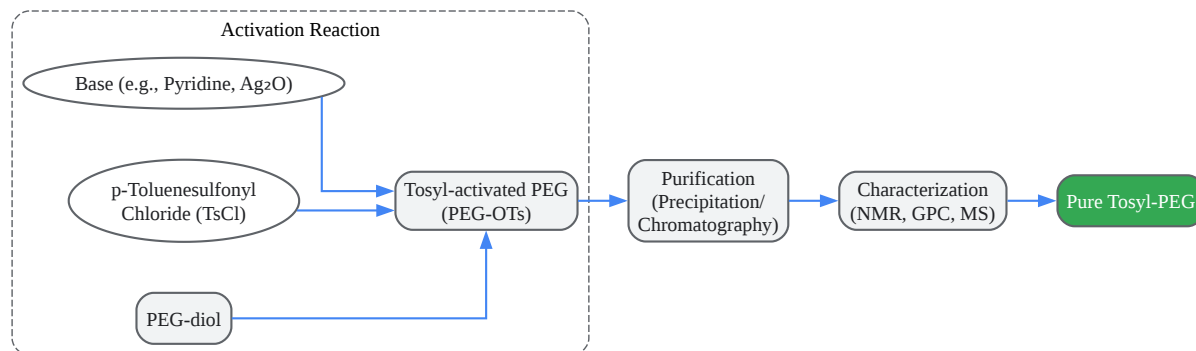 Activation Reaction
Base (e.g., Pyridine, Ag₂O)
p-Toluenesulfonyl
Chloride (TsCl)
PEG-diol
Tosyl-activated PEG
(PEG-OTs)
Purification
(Precipitation/
Chromatography)
Characterization
(NMR, GPC, MS)
Pure Tosyl-PEG